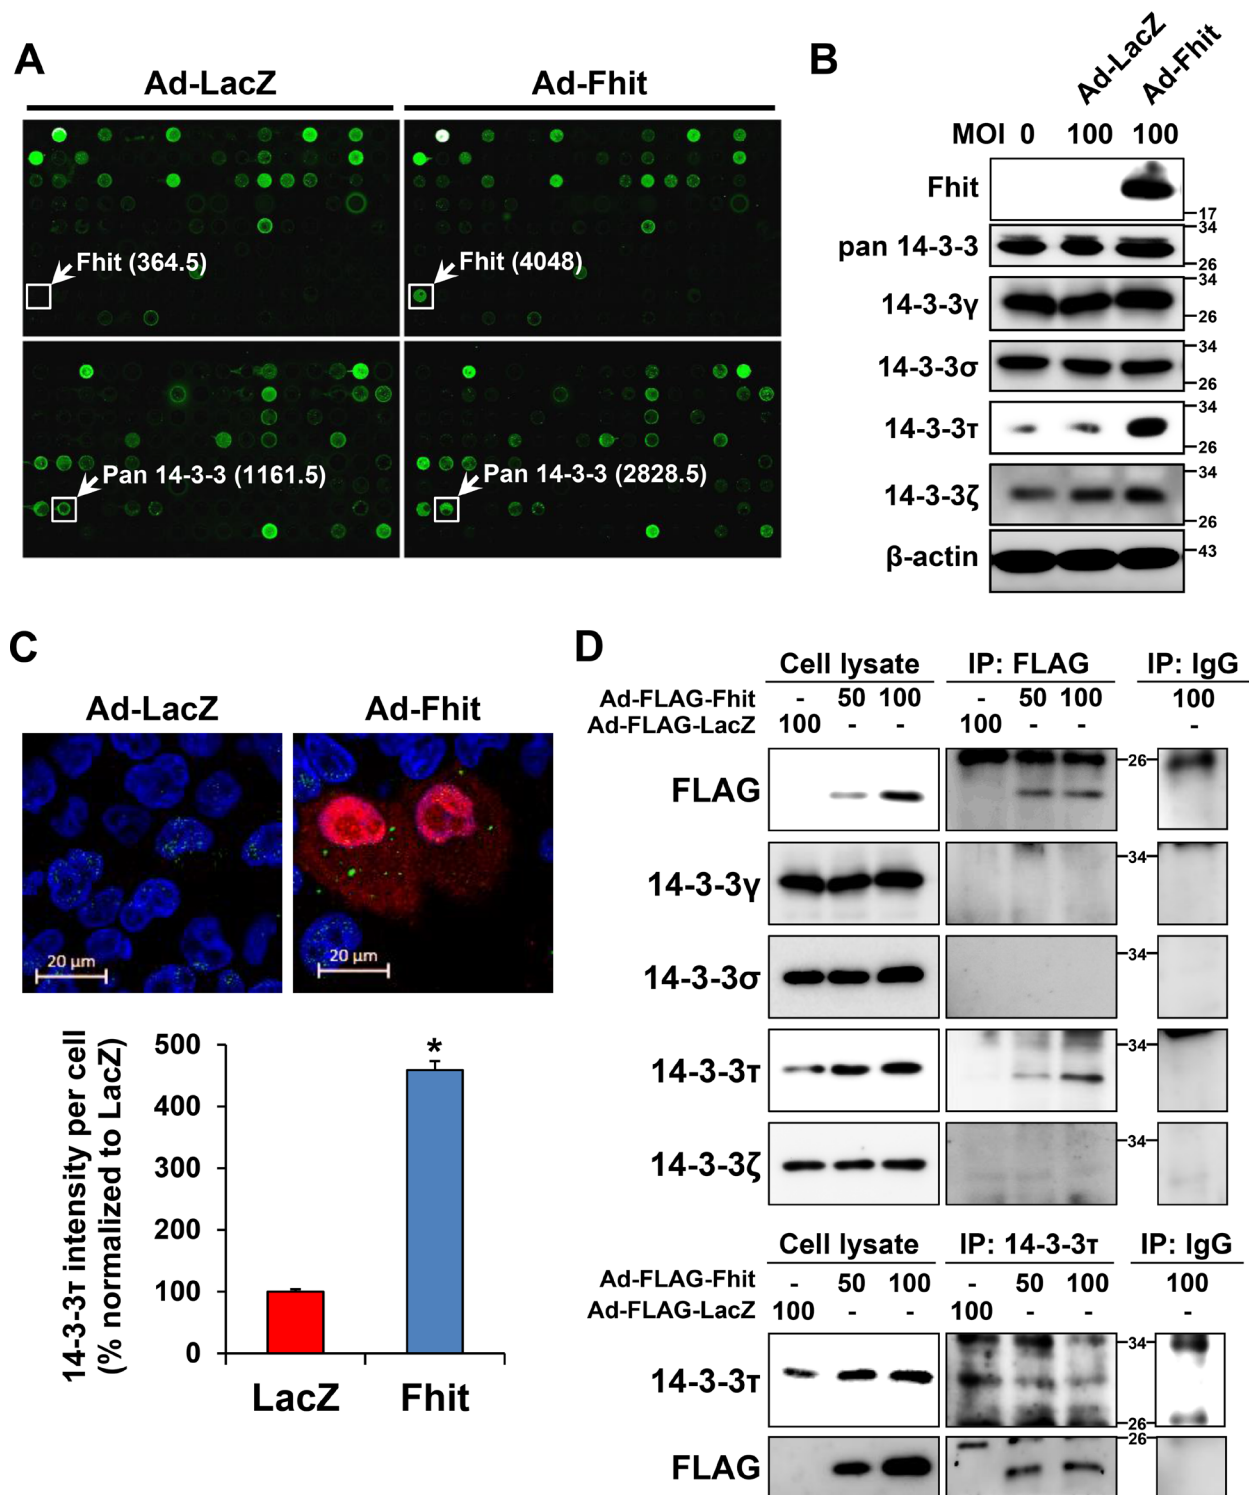 A
Ad-LacZ
Ad-Fhit
Fhit (364.5)
Fhit (4048)
Pan 14-3-3 (1161.5)
Pan 14-3-3 (2828.5)
B
Ad-LacZ
Ad-Fhit
MOI 0 100 100
Fhit
17
pan 14-3-3
34
26
14-3-3γ
34
26
14-3-3σ
34
26
14-3-3τ
34
26
14-3-3ζ
34
26
β-actin
43
C
Ad-LacZ
Ad-Fhit
20 µm
20 µm
14-3-3τ intensity per cell
(% normalized to LacZ)
500
400
300
200
100
0
*
LacZ
Fhit
D
Cell lysate
IP: FLAG
IP: IgG
Ad-FLAG-Fhit - 50 100 - 50 100 100
Ad-FLAG-LacZ 100 - - 100 - - -
FLAG
26
14-3-3γ
34
14-3-3σ
34
14-3-3τ
34
14-3-3ζ
34
Cell lysate
IP: 14-3-3τ
IP: IgG
Ad-FLAG-Fhit - 50 100 - 50 100 100
Ad-FLAG-LacZ 100 - - 100 - - -
14-3-3τ
34
26
FLAG
26